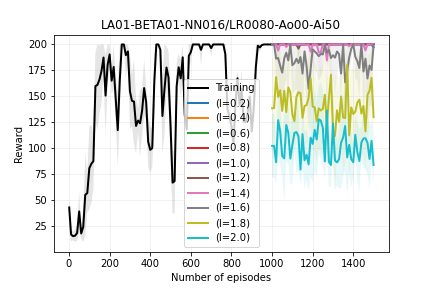 LA01-BETA01-NN016/LR0080-Ao00-Ai50
Reward
200
175
150
125
100
75
50
25
Training
(l=0.2)
(l=0.4)
(l=0.6)
(l=0.8)
(l=1.0)
(l=1.2)
(l=1.4)
(l=1.6)
(l=1.8)
(l=2.0)
0 200 400 600 800 1000 1200 1400
Number of episodes